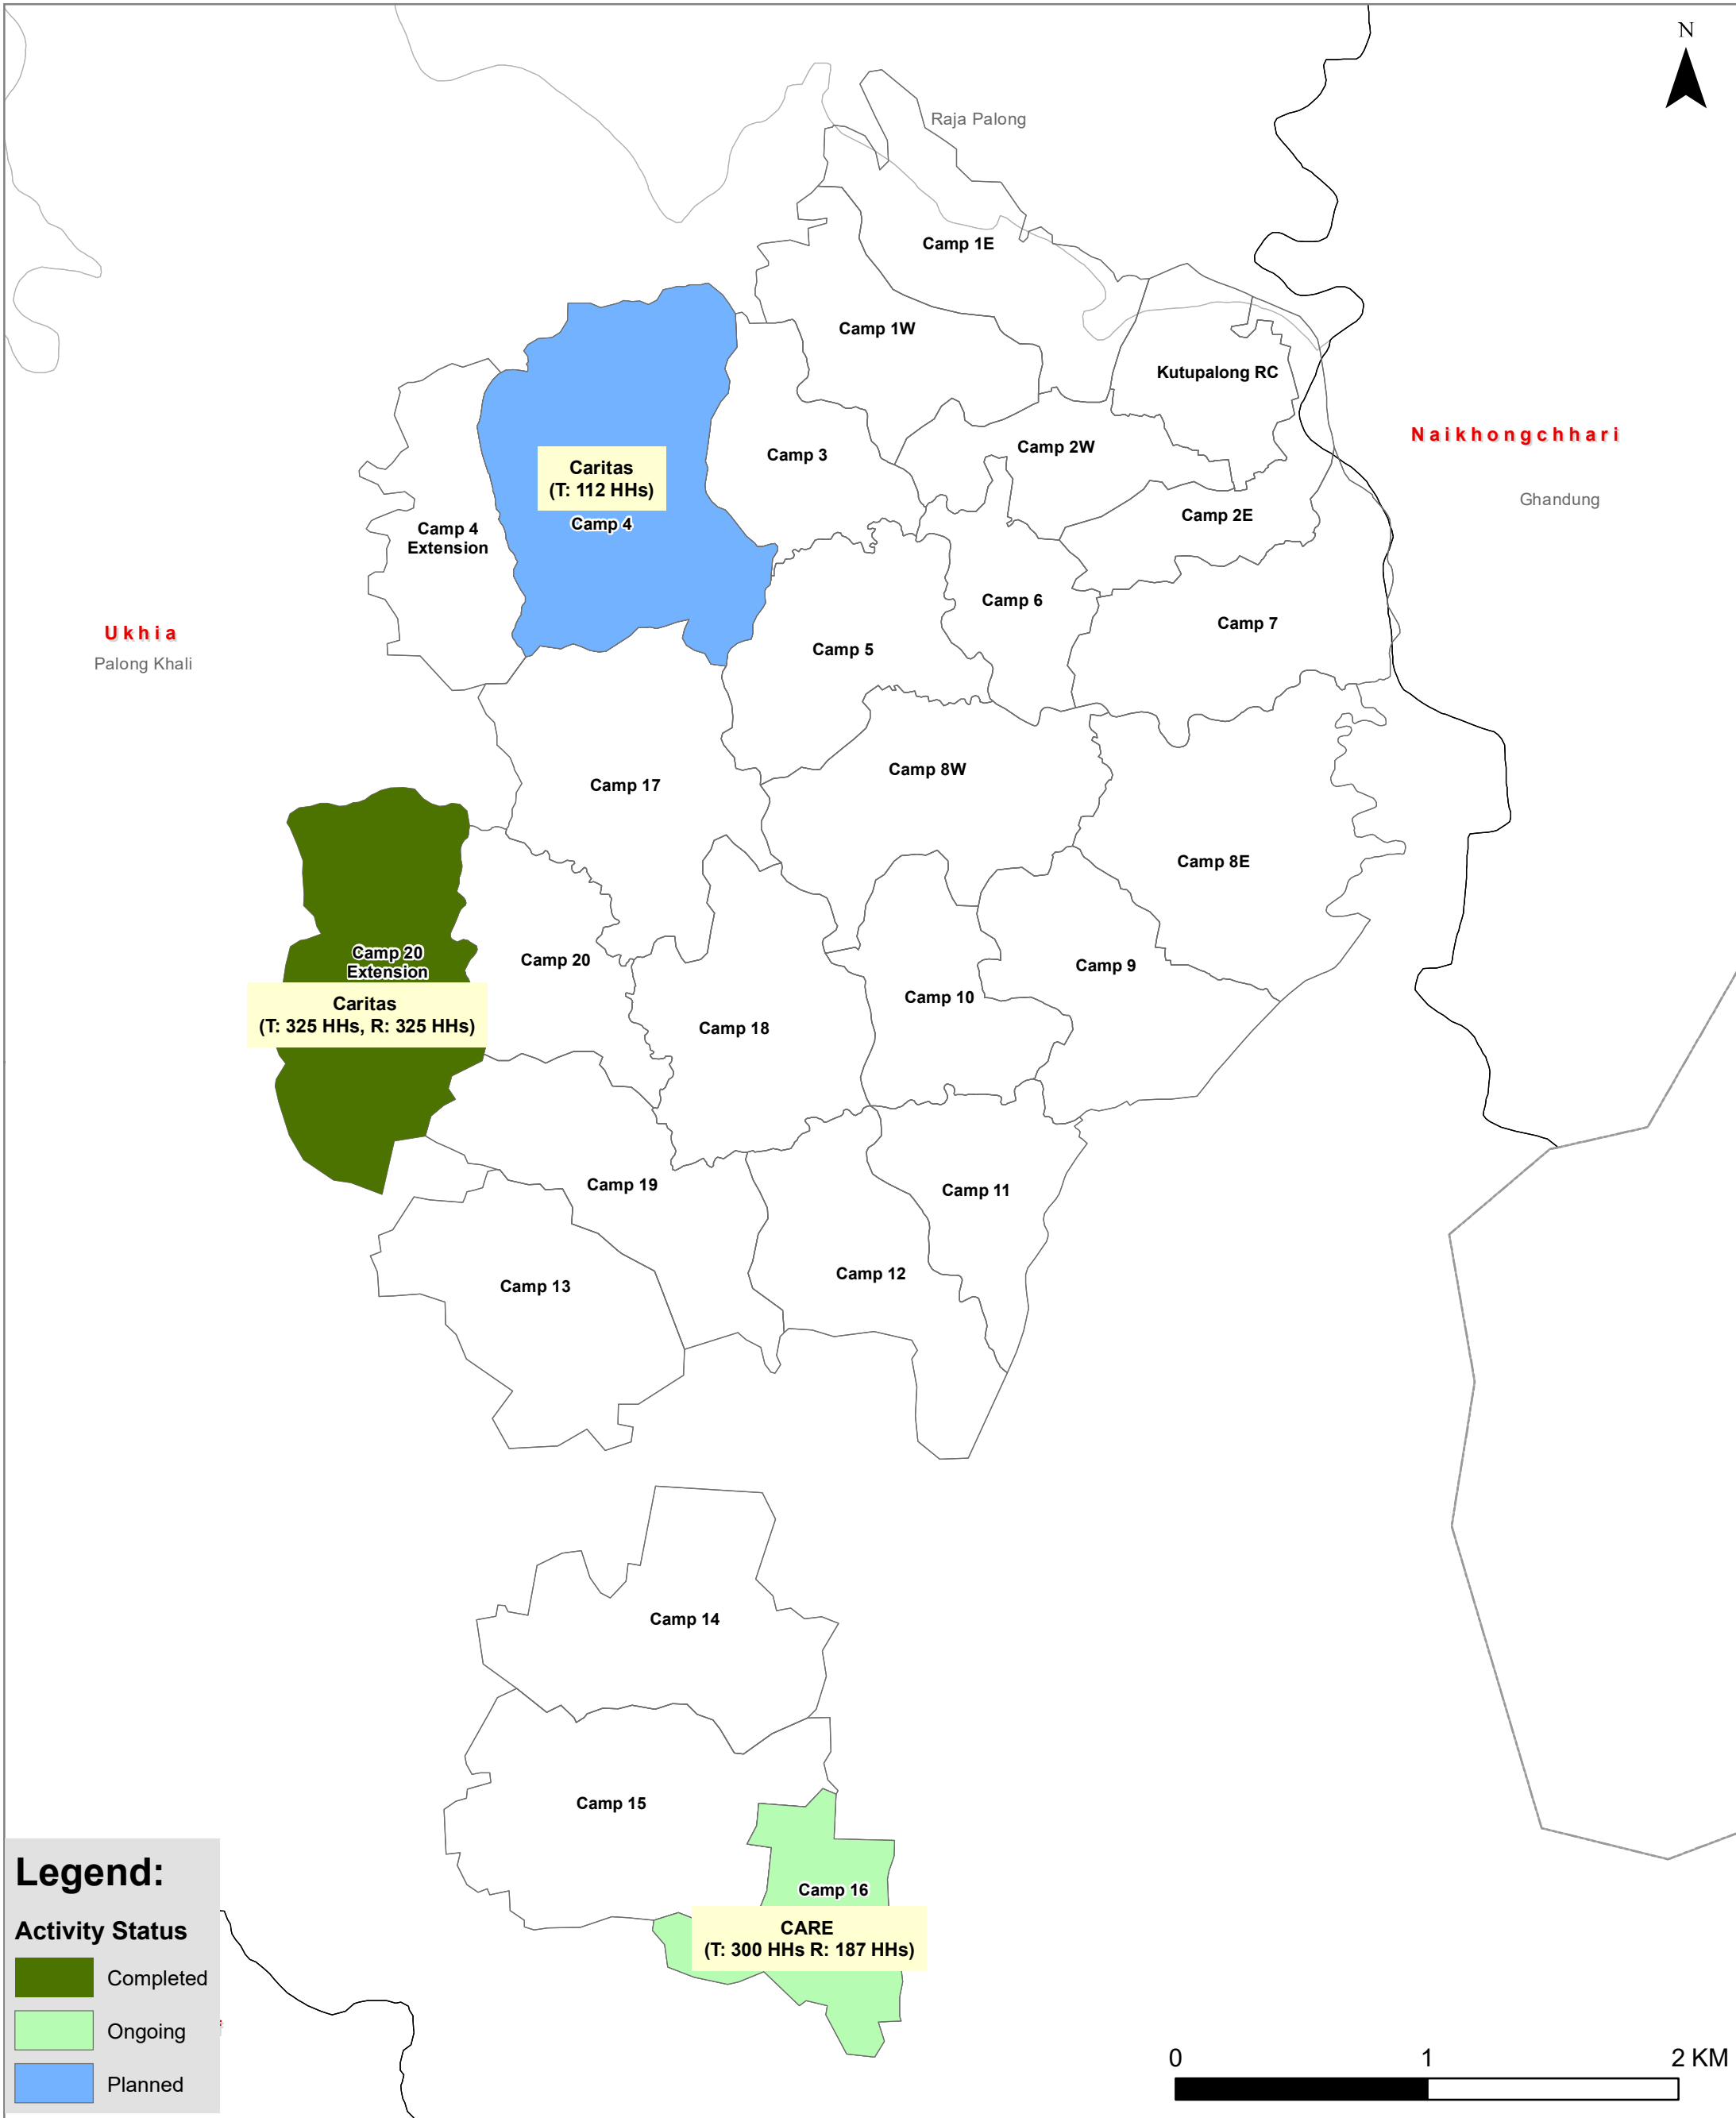 N
Raja Palong
Camp 1E
Camp 1W
Kutupalong RC
Naikhongchhari
Camp 2W
Camp 3
Caritas
(T: 112 HHs)
Ghandung
Camp 2E
Camp 4
Camp 4
Extension
Camp 6
Camp 7
Ukhia
Camp 5
Palong Khali
Camp 8W
Camp 17
Camp 8E
Camp 20
Extension
Camp 20
Camp 9
Camp 10
Caritas
(T: 325 HHs, R: 325 HHs)
Camp 18
Camp 19
Camp 11
Camp 12
Camp 13
Camp 14
Camp 15
Camp 16
CARE
(T: 300 HHs R: 187 HHs)
Legend:
Activity Status
Completed
Ongoing
Planned
0 1 2 KM